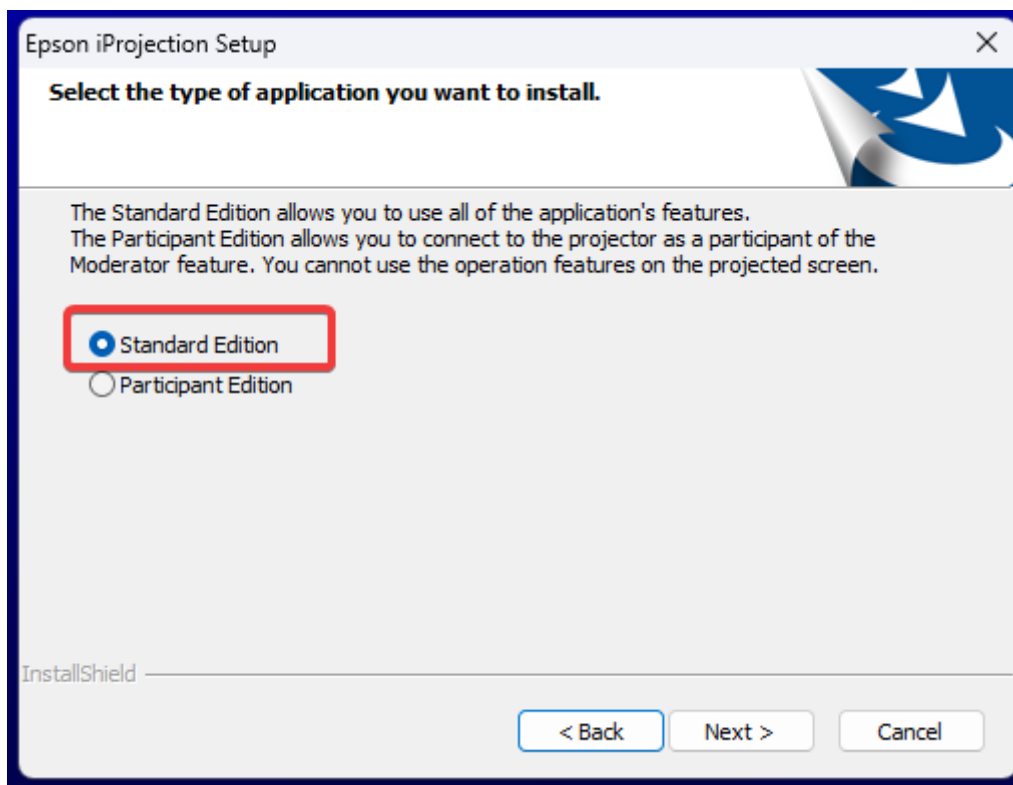 Epson iProjection Setup
Select the type of application you want to install.
The Standard Edition allows you to use all of the application's features.
The Participant Edition allows you to connect to the projector as a participant of the
Moderator feature. You cannot use the operation features on the projected screen.
Standard Edition
Participant Edition
InstallShield
< Back Next > Cancel